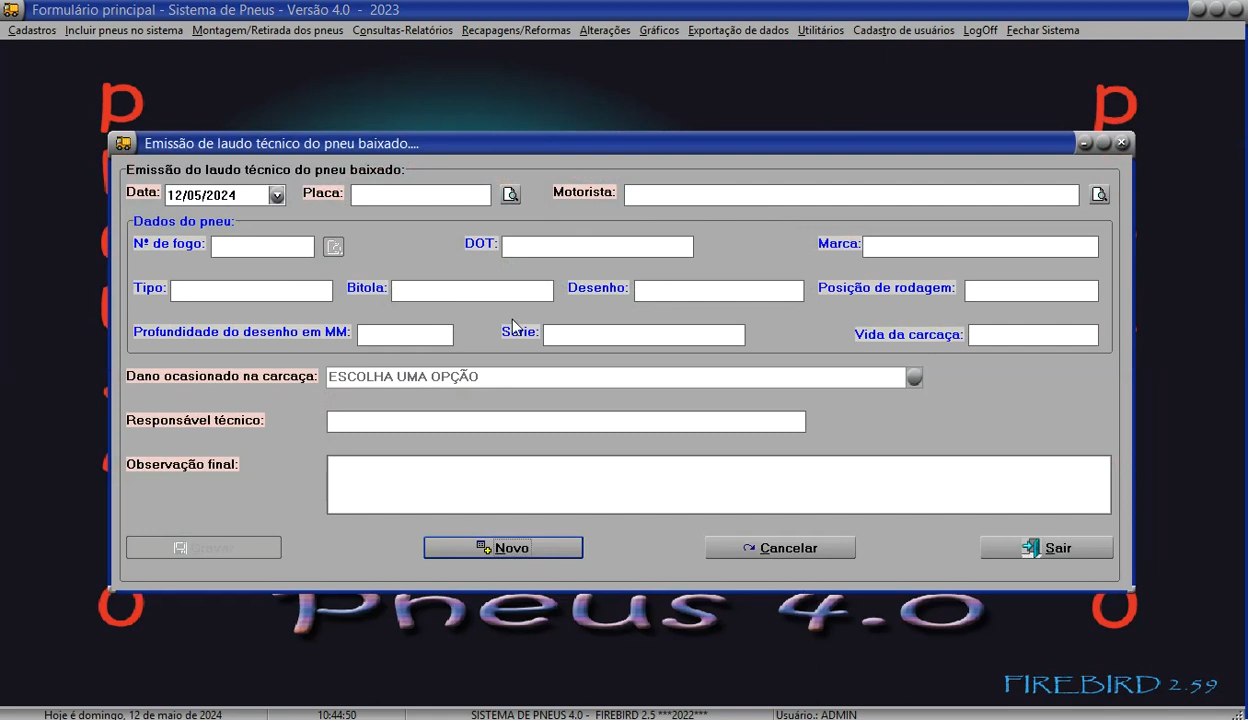 Formulário principal - Sistema de Pneus - Versão 4.0 - 2023
Cadastros Incluir pneus no sistema Montagem/Retirada dos pneus Consultas-Relatórios Recapagens/Reformas Alterações Gráficos Exportação de dados Utilitários Cadastro de usuários LogOff Fechar Sistema
p p
Emissão de laudo técnico do pneu baixado....
Emissão do laudo técnico do pneu baixado:
Data: 12/05/2024 Placa: Motorista:
Dados do pneu:
Nº de fogo: DOT: Marca:
Tipo: Bitola: Desenho: Posição de rodagem:
Profundidade do desenho em MM: Série: Vida da carcaça:
Dano ocasionado na carcaça: ESCOLHA UMA OPÇÃO
Responsável técnico:
Observação final:
Gravar Novo Cancelar Sair
o Pneus 4.0 o
FIREBIRD 2.59
Hoje é domingo, 12 de maio de 2024 10:44:50 SISTEMA DE PNEUS 4.0 - FIREBIRD 2.5 ***2022*** Usuário.: ADMIN